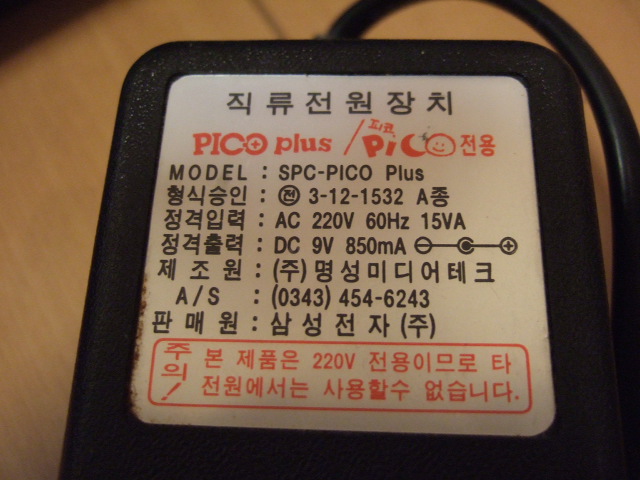 직류전원장치
PICO plus / 피코 PiCO 전용
MODEL : SPC-PICO Plus
형식승인 : 전 3-12-1532 A종
정격입력 : AC 220V 60Hz 15VA
정격출력 : DC 9V 850mA
제조원 : (주)명성미디어테크
A/S : (0343) 454-6243
판매원 : 삼성전자(주)
주의! 본 제품은 220V 전용이므로 타
전원에서는 사용할수 없습니다.